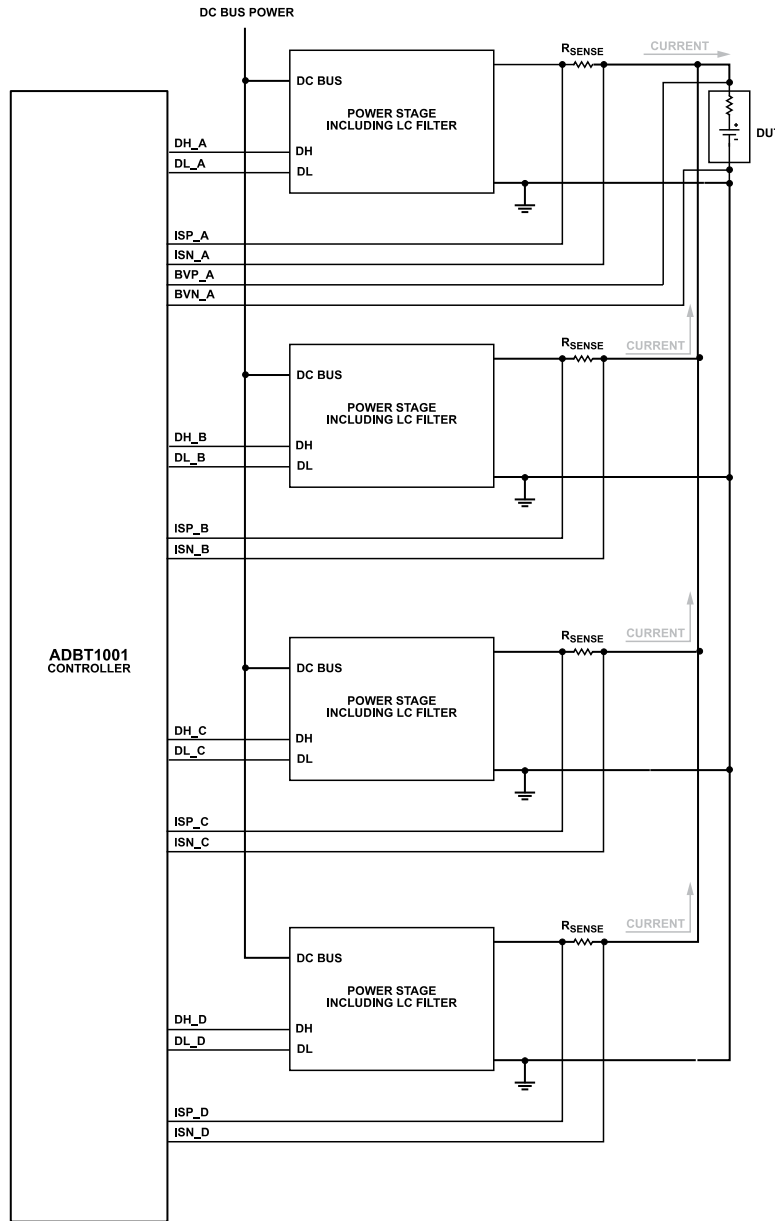 DC BUS POWER
RSENSE
CURRENT
DC BUS
POWER STAGE
INCLUDING LC FILTER
DUT
DH_A
DH
DL_A
DL
ISP_A
ISN_A
BVP_A
BVN_A
RSENSE
CURRENT
DC BUS
POWER STAGE
INCLUDING LC FILTER
DH_B
DH
DL_B
DL
ISP_B
ISN_B
RSENSE
CURRENT
ADBT1001
CONTROLLER
DC BUS
POWER STAGE
INCLUDING LC FILTER
DH_C
DH
DL_C
DL
ISP_C
ISN_C
RSENSE
CURRENT
DC BUS
POWER STAGE
INCLUDING LC FILTER
DH_D
DH
DL_D
DL
ISP_D
ISN_D